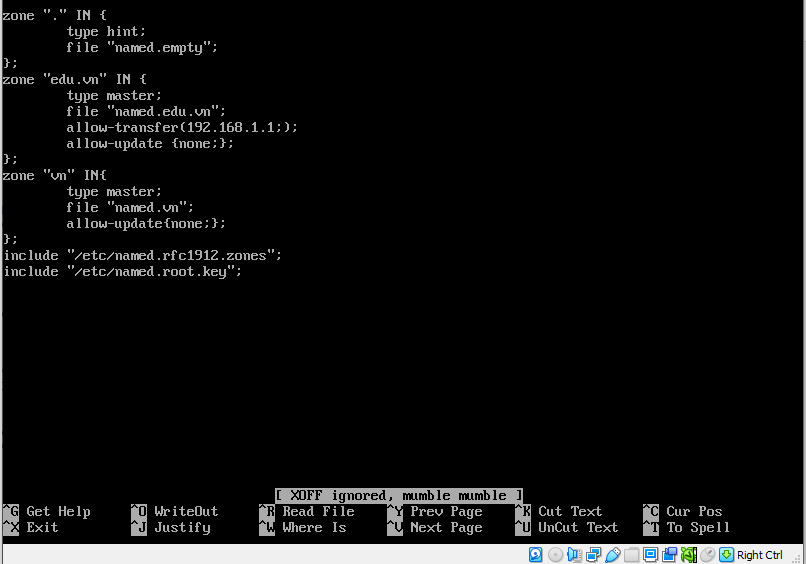 zone "." IN {
        type hint;
        file "named.empty";
};
zone "edu.vn" IN {
        type master;
        file "named.edu.vn";
        allow-transfer(192.168.1.1;);
        allow-update {none;};
};
zone "vn" IN{
        type master;
        file "named.vn";
        allow-update{none;};
};
include "/etc/named.rfc1912.zones";
include "/etc/named.root.key";
[ XOFF ignored, mumble mumble ]
^G Get Help ^O WriteOut ^R Read File ^Y Prev Page ^K Cut Text ^C Cur Pos
^X Exit ^J Justify ^W Where Is ^V Next Page ^U UnCut Text ^T To Spell
Right Ctrl